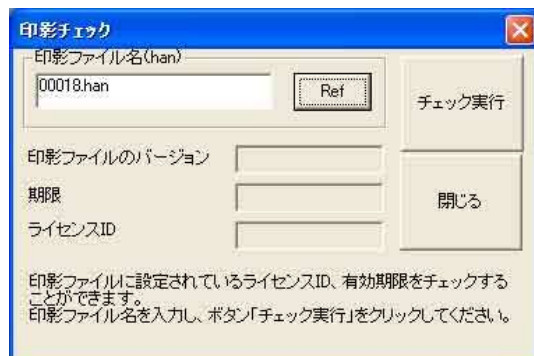 印影チェック
印影ファイル名(han)
00018.han
Ref
チェック実行
印影ファイルのバージョン
期限
ライセンスID
閉じる
印影ファイルに設定されているライセンスID、有効期限をチェックする
ことができます。
印影ファイル名を入力し、ボタン「チェック実行」をクリックしてください。